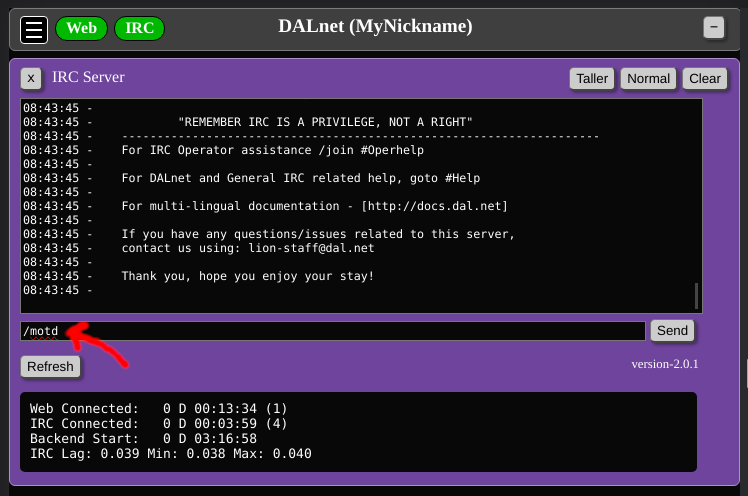 Web IRC DALnet (MyNickname) –
x IRC Server Taller Normal Clear
08:43:45 -
08:43:45 - "REMEMBER IRC IS A PRIVILEGE, NOT A RIGHT"
08:43:45 - --------------------------------------------------------------------
08:43:45 - For IRC Operator assistance /join #Operhelp
08:43:45 -
08:43:45 - For DALnet and General IRC related help, goto #Help
08:43:45 -
08:43:45 - For multi-lingual documentation - [http://docs.dal.net]
08:43:45 -
08:43:45 - If you have any questions/issues related to this server,
08:43:45 - contact us using: lion-staff@dal.net
08:43:45 -
08:43:45 - Thank you, hope you enjoy your stay!
08:43:45 -
/motd Send
Refresh version-2.0.1
Web Connected: 0 D 00:13:34 (1)
IRC Connected: 0 D 00:03:59 (4)
Backend Start: 0 D 03:16:58
IRC Lag: 0.039 Min: 0.038 Max: 0.040